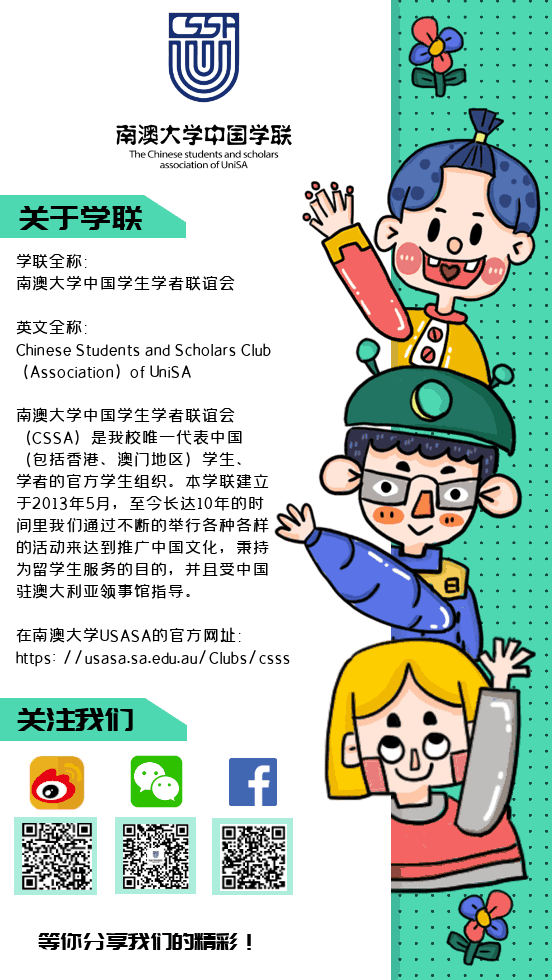 CSSA
南澳大学中国学联
The Chinese students and scholars
association of UniSA
关于学联
学联全称:
南澳大学中国学生学者联谊会
英文全称:
Chinese Students and Scholars Club
（Association）of UniSA
南澳大学中国学生学者联谊会
（CSSA）是我校唯一代表中国
（包括香港、澳门地区）学生、
学者的官方学生组织。本学联建立
于2013年5月，至今长达10年的时
间里我们通过不断的举行各种各样
的活动来达到推广中国文化，秉持
为留学生服务的目的，并且受中国
驻澳大利亚领事馆指导。
在南澳大学USASA的官方网址:
https: //usasa.sa.edu.au/Clubs/csss
关注我们
等你分享我们的精彩！